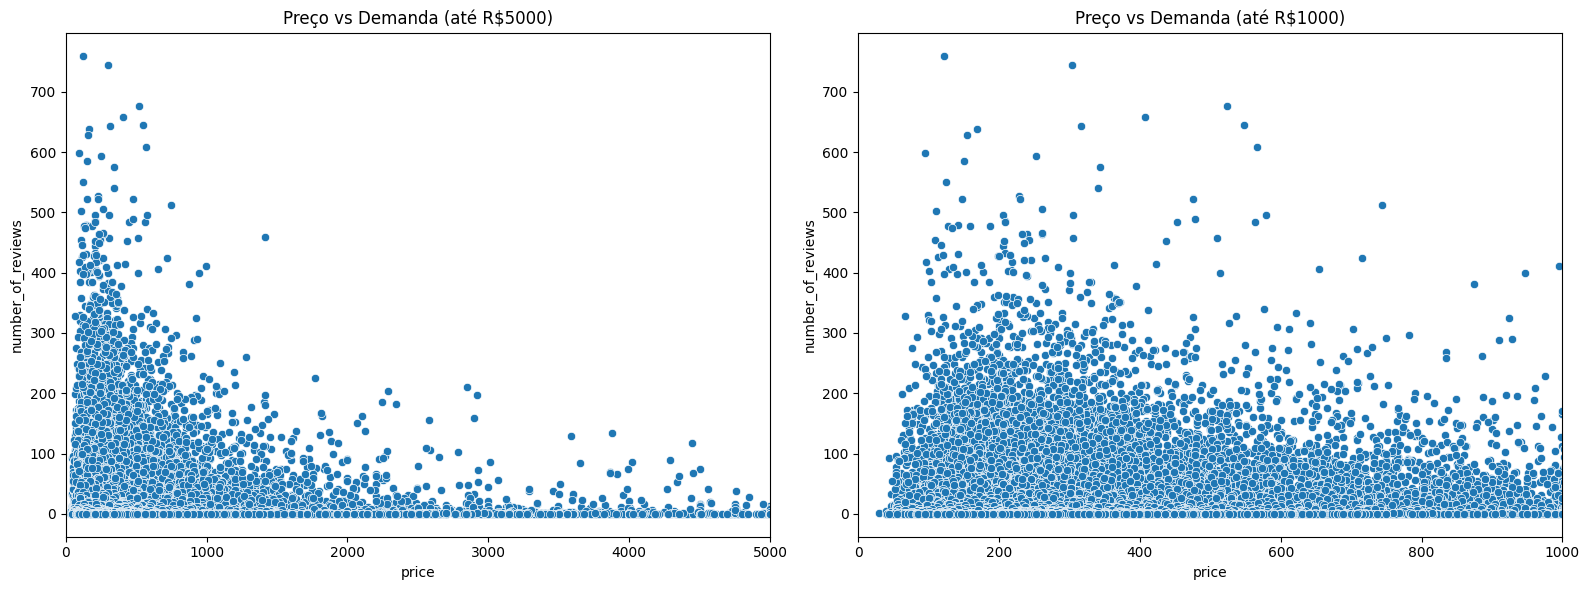 Preço vs Demanda (até R$5000)
number_of_reviews
700
600
500
400
300
200
100
0
0 1000 2000 3000 4000 5000
price
Preço vs Demanda (até R$1000)
number_of_reviews
700
600
500
400
300
200
100
0
0 200 400 600 800 1000
price